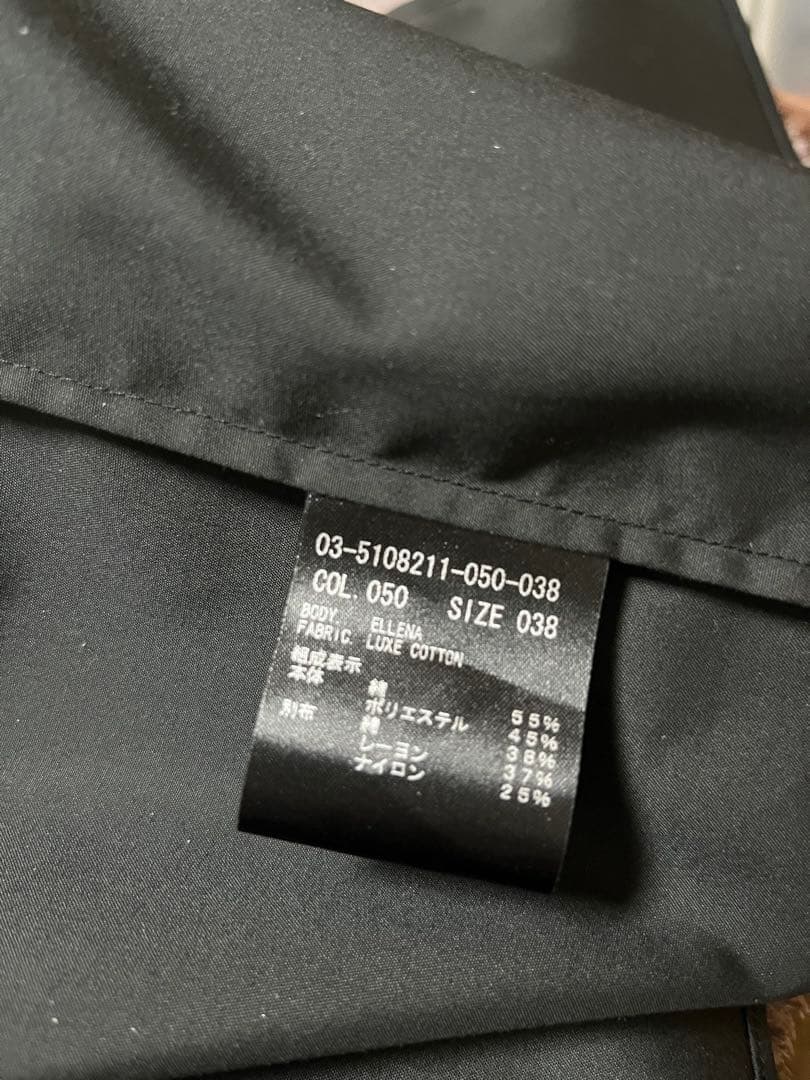 03-5108211-050-038
COL. 050 SIZE 038
BODY ELLENA
FABRIC LUXE COTTON
組成表示
本体 綿 55%
ポリエステル 45%
別布 綿 38%
レーヨン 37%
ナイロン 25%